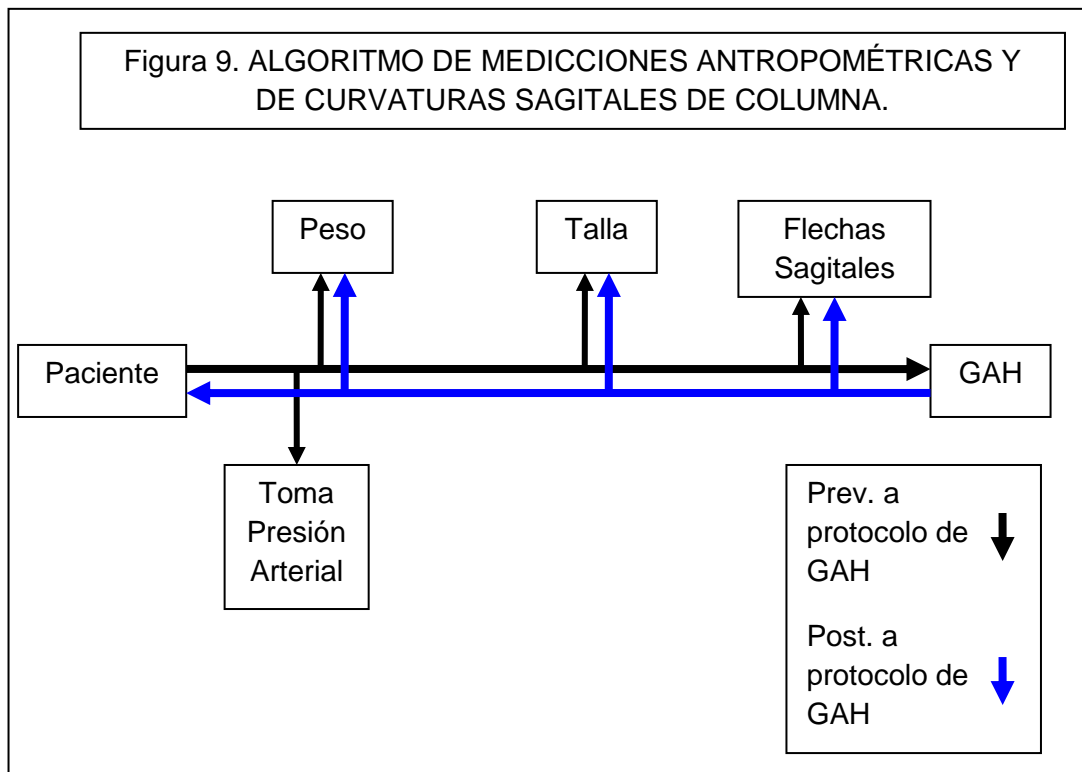 Figura 9. ALGORITMO DE MEDICCIONES ANTROPOMÉTRICAS Y
DE CURVATURAS SAGITALES DE COLUMNA.
Peso
Talla
Flechas
Sagitales
Paciente
GAH
Toma
Presión
Arterial
Prev. a
protocolo de
GAH
Post. a
protocolo de
GAH